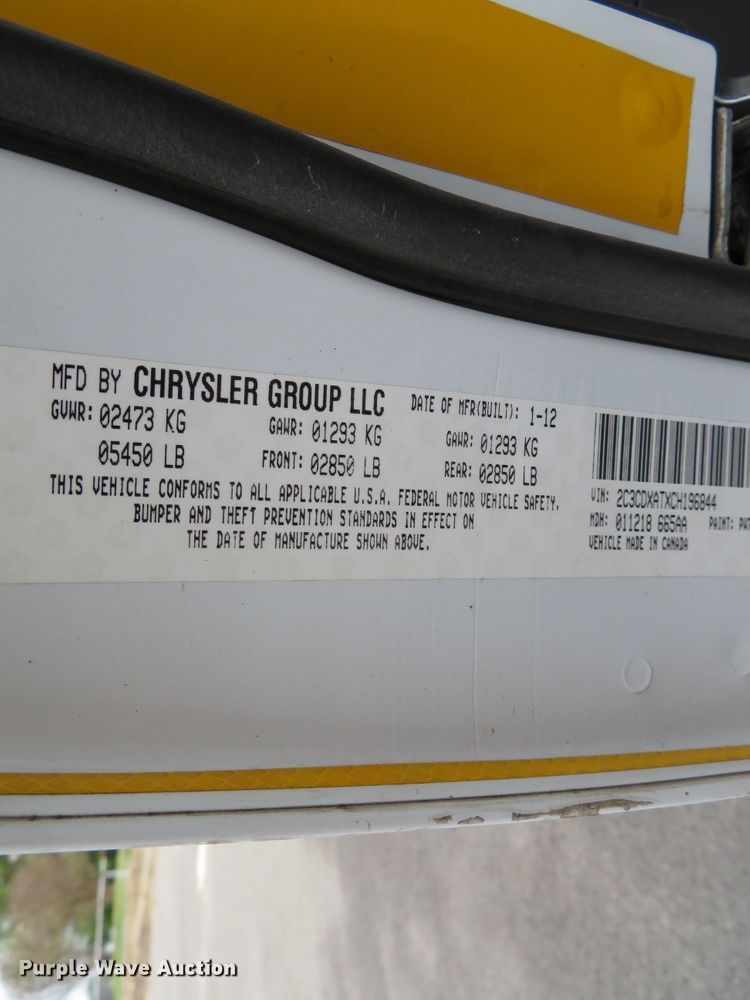 MFD BY CHRYSLER GROUP LLC DATE OF MFR(BUILT): 1-12
GVWR: 02473 KG GAWR: 01293 KG GAWR: 01293 KG
05450 LB FRONT: 02850 LB REAR: 02850 LB
THIS VEHICLE CONFORMS TO ALL APPLICABLE U.S.A. FEDERAL MOTOR VEHICLE SAFETY,
BUMPER AND THEFT PREVENTION STANDARDS IN EFFECT ON
THE DATE OF MANUFACTURE SHOWN ABOVE.
VIN: 2C3CDXATXCH196844
MDH: 011218 665AA PAINT:
VEHICLE MADE IN CANADA
Purple Wave Auction